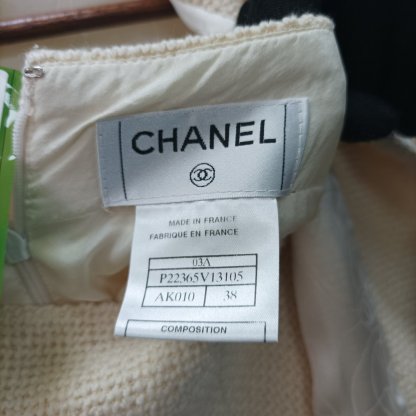 CHANEL
MADE IN FRANCE
FABRIQUE EN FRANCE
03A
P22365V13105
AK010 38
COMPOSITION